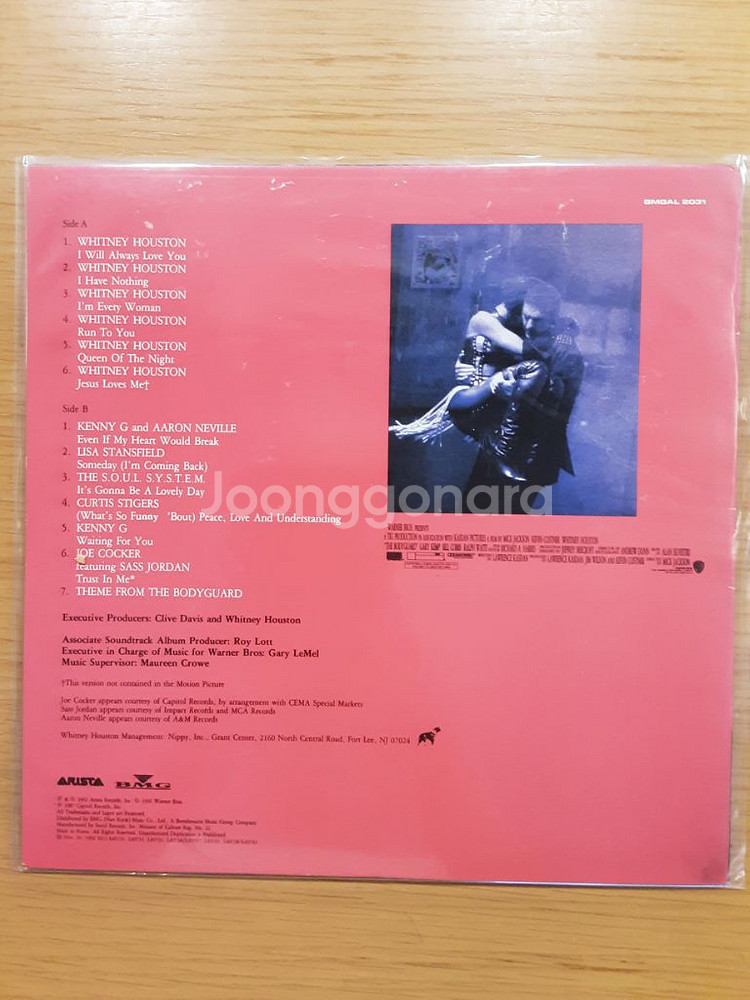 BMGAL 2031
Side A
1. WHITNEY HOUSTON
I Will Always Love You
2. WHITNEY HOUSTON
I Have Nothing
3. WHITNEY HOUSTON
I'm Every Woman
4. WHITNEY HOUSTON
Run To You
5. WHITNEY HOUSTON
Queen Of The Night
6. WHITNEY HOUSTON
Jesus Loves Me†
Side B
1. KENNY G and AARON NEVILLE
Even If My Heart Would Break
2. LISA STANSFIELD
Someday (I'm Coming Back)
3. THE S.O.U.L. S.Y.S.T.E.M.
It's Gonna Be A Lovely Day
4. CURTIS STIGERS
(What's So Funny 'Bout) Peace, Love And Understanding
5. KENNY G
Waiting For You
6. JOE COCKER
featuring SASS JORDAN
Trust In Me*
7. THEME FROM THE BODYGUARD
Joonggonara
WARNER BROS. PRESENTS
Executive Producers: Clive Davis and Whitney Houston
Associate Soundtrack Album Producer: Roy Lott
Executive in Charge of Music for Warner Bros: Gary LeMel
Music Supervisor: Maureen Crowe
†This version not contained in the Motion Picture
Joe Cocker appears courtesy of Capitol Records, by arrangement with CEMA Special Markets
Sass Jordan appears courtesy of Impact Records and MCA Records
Aaron Neville appears courtesy of A&M Records
Whitney Houston Management: Nippy, Inc., Grant Center, 2160 North Central Road, Fort Lee, NJ 07024
ARISTA BMG